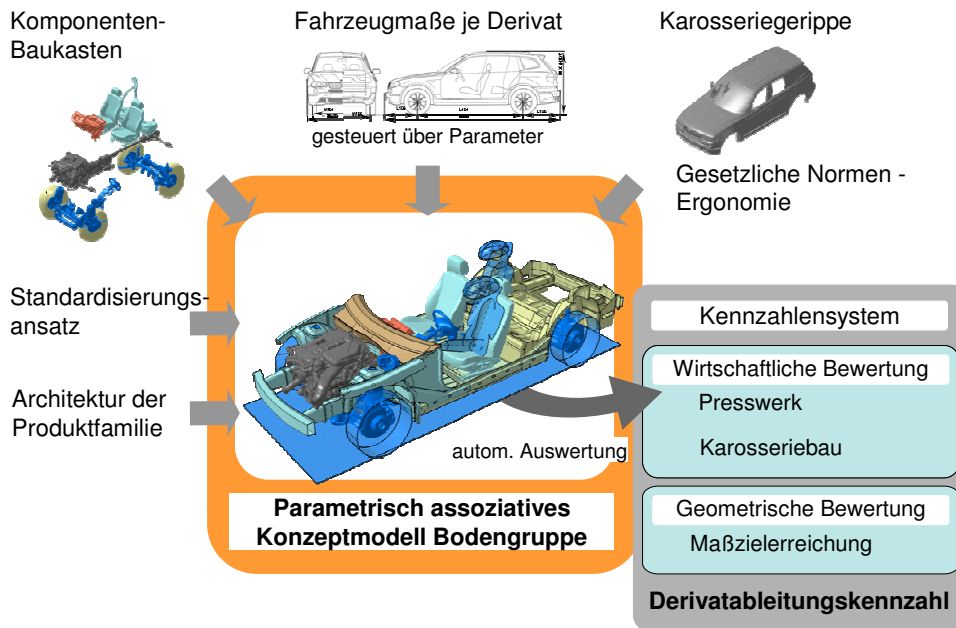 Komponenten-
Baukasten
Fahrzeugmaße je Derivat
Karosseriegerippe
gesteuert über Parameter
Gesetzliche Normen -
Ergonomie
Standardisierungs-
ansatz
Kennzahlensystem
Wirtschaftliche Bewertung
Presswerk
Architektur der
Produktfamilie
Karosseriebau
autom. Auswertung
Parametrisch assoziatives
Konzeptmodell Bodengruppe
Geometrische Bewertung
Maßzielerreichung
Derivatableitungskennzahl